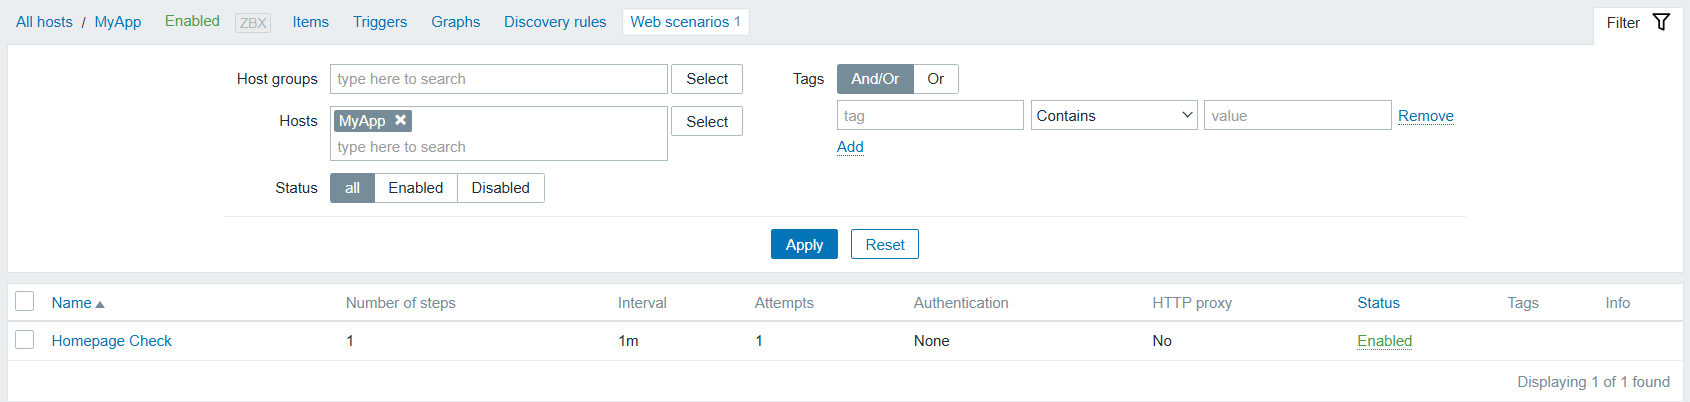 All hosts / MyApp Enabled ZBX Items Triggers Graphs Discovery rules Web scenarios 1 Filter
Host groups type here to search Select Tags And/Or Or
Hosts MyApp Select tag Contains value Remove
type here to search Add
Status all Enabled Disabled
Apply Reset
Name Number of steps Interval Attempts Authentication HTTP proxy Status Tags Info
Homepage Check 1 1m 1 None No Enabled
Displaying 1 of 1 found